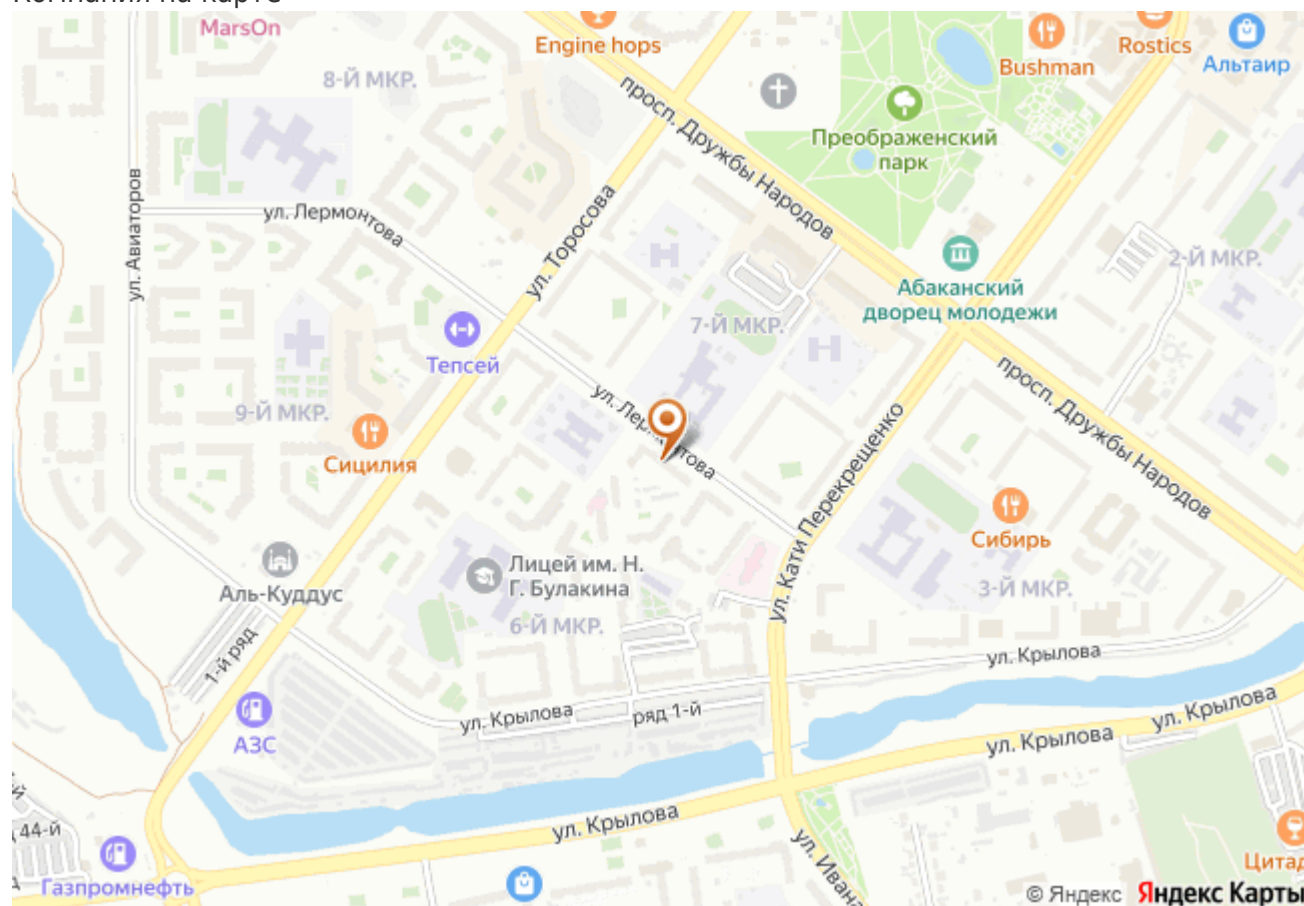 MarsOn
Engine hops
Bushman
Rostics
Альтаир
8-Й МКР.
просп. Дружбы Народов
Преображенский
парк
ул. Авиаторов
ул. Лермонтова
ул. Торосова
Абаканский
дворец молодежи
2-Й МКР.
7-Й МКР.
Тепсей
9-Й МКР.
Сицилия
ул. Кати Перекрещенко
просп. Дружбы Народов
Сибирь
Лицей им. Н.
Г. Булакина
Аль-Куддус
3-Й МКР.
6-Й МКР.
1-й ряд
ул. Крылова
ул. Крылова
ряд 1-й
АЗС
ул. Крылова
ул. Крылова
ул. Крылова
44-й
ул. Ивана
Газпромнефть
Цитад
© Яндекс Яндекс Карты